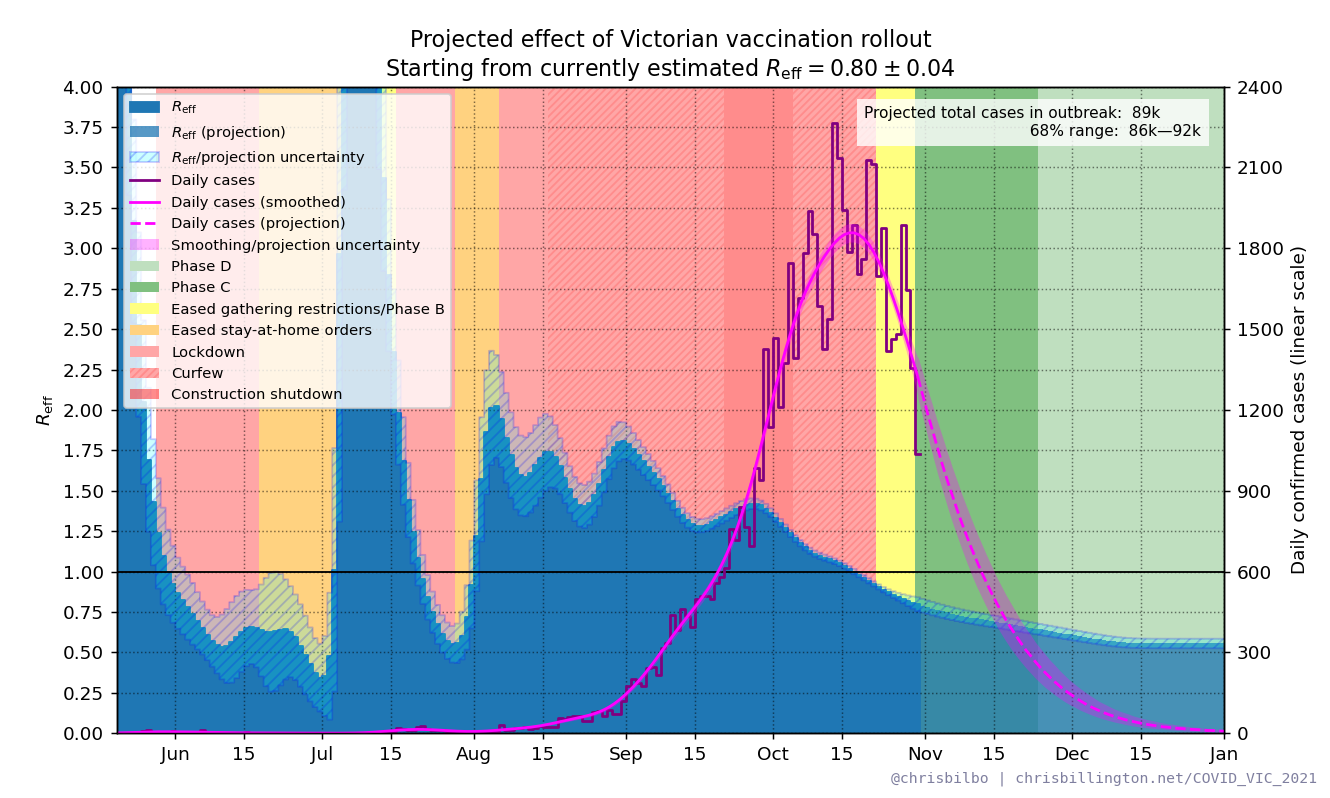 Projected effect of Victorian vaccination rollout
Starting from currently estimated R_eff = 0.80 ± 0.04
4.00
3.75
3.50
3.25
3.00
2.75
2.50
2.25
2.00
1.75
1.50
1.25
1.00
0.75
0.50
0.25
0.00
R_eff
R_eff
R_eff (projection)
R_eff/projection uncertainty
Daily cases
Daily cases (smoothed)
Daily cases (projection)
Smoothing/projection uncertainty
Phase D
Phase C
Eased gathering restrictions/Phase B
Eased stay-at-home orders
Lockdown
Curfew
Construction shutdown
Projected total cases in outbreak: 89k
68% range: 86k—92k
2400
2100
1800
1500
1200
900
600
300
0
Daily confirmed cases (linear scale)
Jun 15 Jul 15 Aug 15 Sep 15 Oct 15 Nov 15 Dec 15 Jan
@chrisbilbo | chrisbillington.net/COVID_VIC_2021